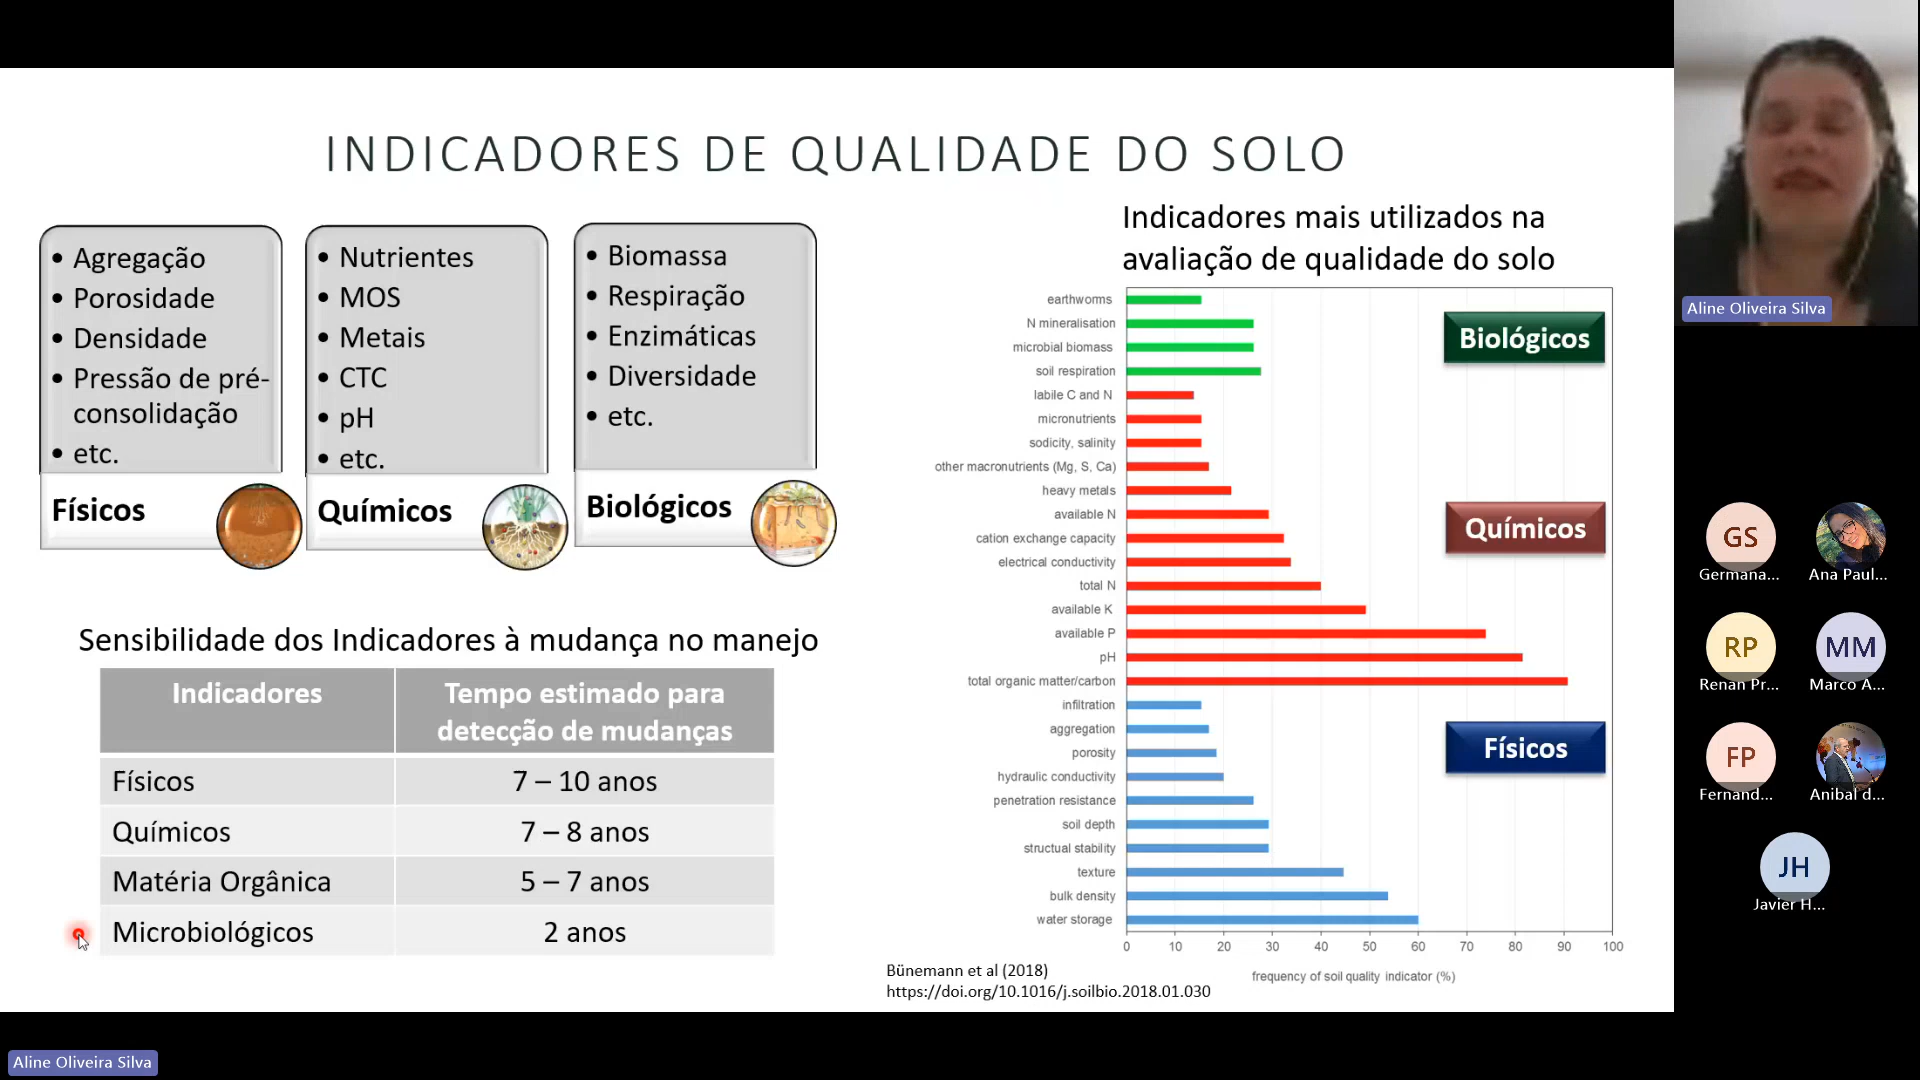 INDICADORES DE QUALIDADE DO SOLO
• Agregação
• Porosidade
• Densidade
• Pressão de pré-
consolidação
• etc.
Físicos
• Nutrientes
• MOS
• Metais
• CTC
• pH
• etc.
Químicos
• Biomassa
• Respiração
• Enzimáticas
• Diversidade
• etc.
Biológicos
Sensibilidade dos Indicadores à mudança no manejo
Indicadores
Tempo estimado para
detecção de mudanças
Físicos 7 – 10 anos
Químicos 7 – 8 anos
Matéria Orgânica 5 – 7 anos
Microbiológicos 2 anos
Indicadores mais utilizados na
avaliação de qualidade do solo
earthworms
N mineralisation
microbial biomass
soil respiration
labile C and N
micronutrients
sodicity, salinity
other macronutrients (Mg, S, Ca)
heavy metals
available N
cation exchange capacity
electrical conductivity
total N
available K
available P
pH
total organic matter/carbon
infiltration
aggregation
porosity
hydraulic conductivity
penetration resistance
soil depth
structual stability
texture
bulk density
water storage
Biológicos
Químicos
Físicos
0 10 20 30 40 50 60 70 80 90 100
frequency of soil quality indicator (%)
Bünemann et al (2018)
https://doi.org/10.1016/j.soilbio.2018.01.030
Aline Oliveira Silva
GS
Germana...
Ana Paul...
RP
Renan Pr...
MM
Marco A...
FP
Fernand...
Anibal d...
JH
Javier H...
Aline Oliveira Silva